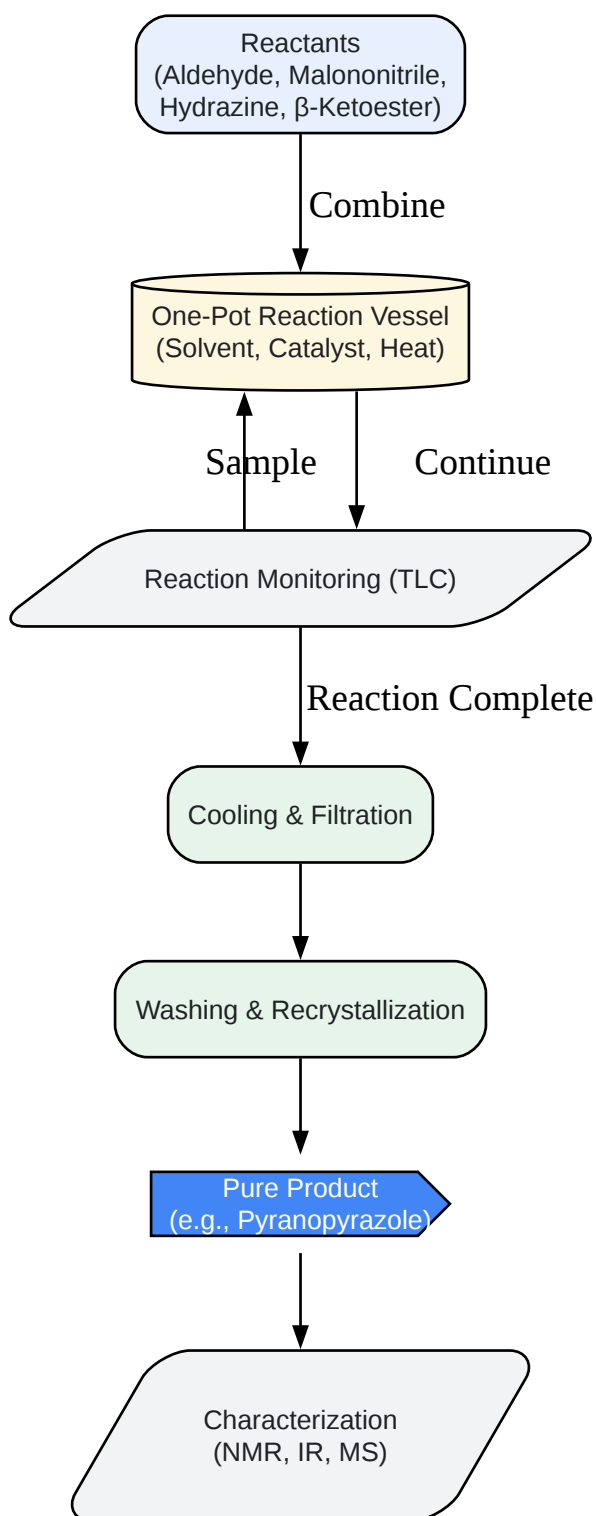 Reactants
(Aldehyde, Malononitrile,
Hydrazine, β-Ketoester)
Combine
One-Pot Reaction Vessel
(Solvent, Catalyst, Heat)
Sample
Continue
Reaction Monitoring (TLC)
Reaction Complete
Cooling & Filtration
Washing & Recrystallization
Pure Product
(e.g., Pyranopyrazole)
Characterization
(NMR, IR, MS)